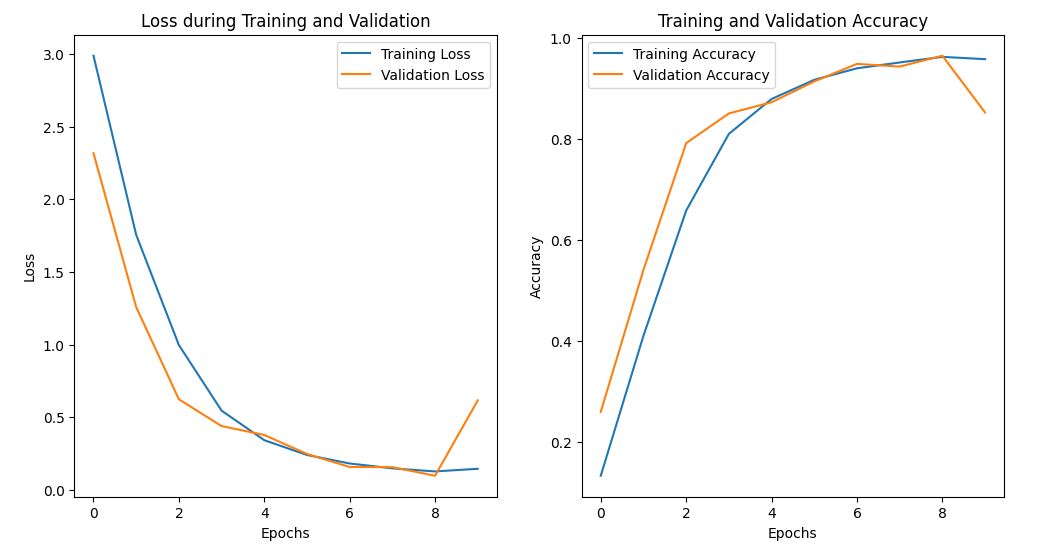 Loss during Training and Validation
Training Loss
Validation Loss
3.0
2.5
2.0
1.5
1.0
0.5
0.0
Loss
0 2 4 6 8
Epochs
Training and Validation Accuracy
Training Accuracy
Validation Accuracy
1.0
0.8
0.6
0.4
0.2
Accuracy
0 2 4 6 8
Epochs